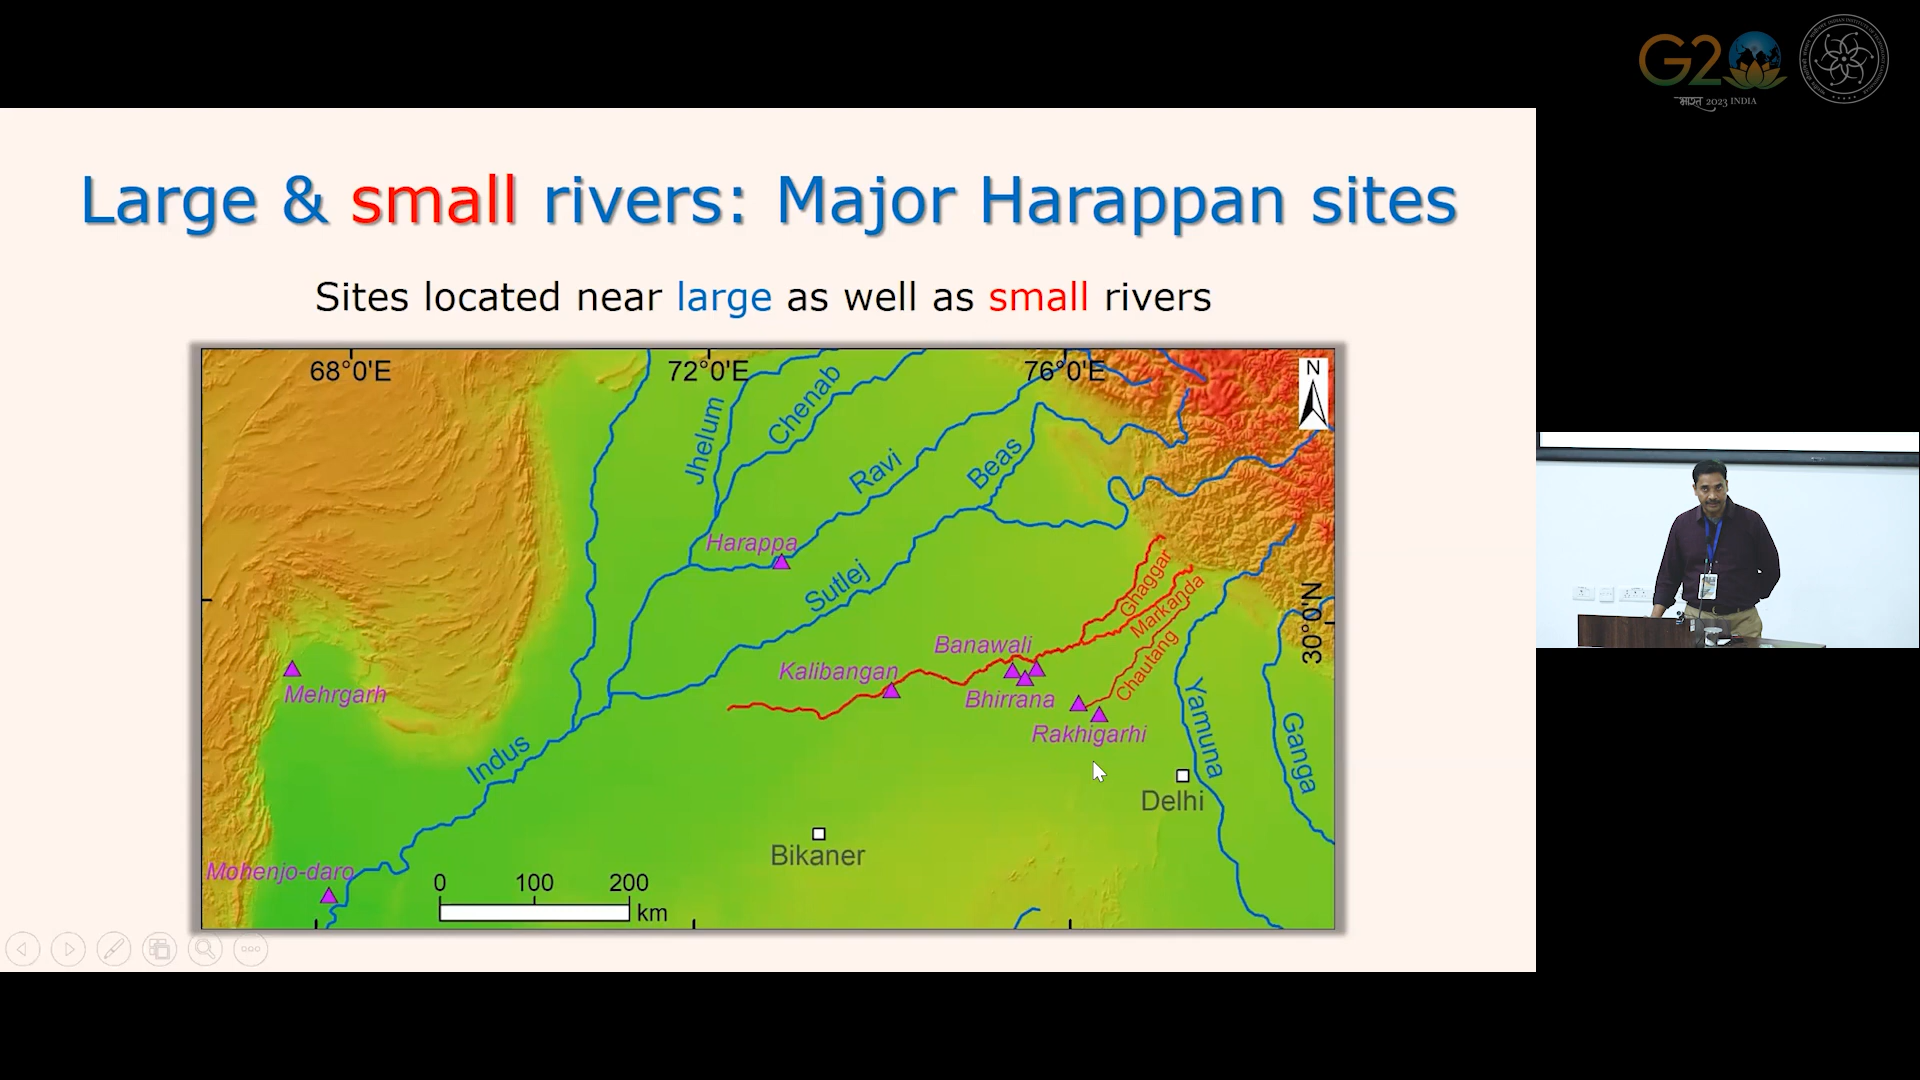 G20
भारत 2023 INDIA
Large & small rivers: Major Harappan sites
Sites located near large as well as small rivers
68°0'E
72°0'E
76°0'E
N
Jhelum
Chenab
Ravi
Beas
Harappa
Sutlej
Ghaggar
Markanda
30°0'N
Banawali
Kalibangan
Chautang
Mehrgarh
Bhirrana
Rakhigarhi
Yamuna
Ganga
Indus
Delhi
Bikaner
Mohenjo-daro
0 100 200
km